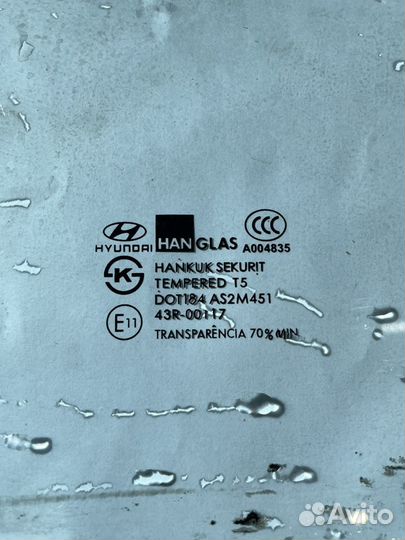 HYUNDAI HANGLAS A004835
HANKUK SEKURIT
TEMPERED T5
DOT184 AS2M451
E11 43R-00117
TRANSPARÊNCIA 70% MIN
Avito